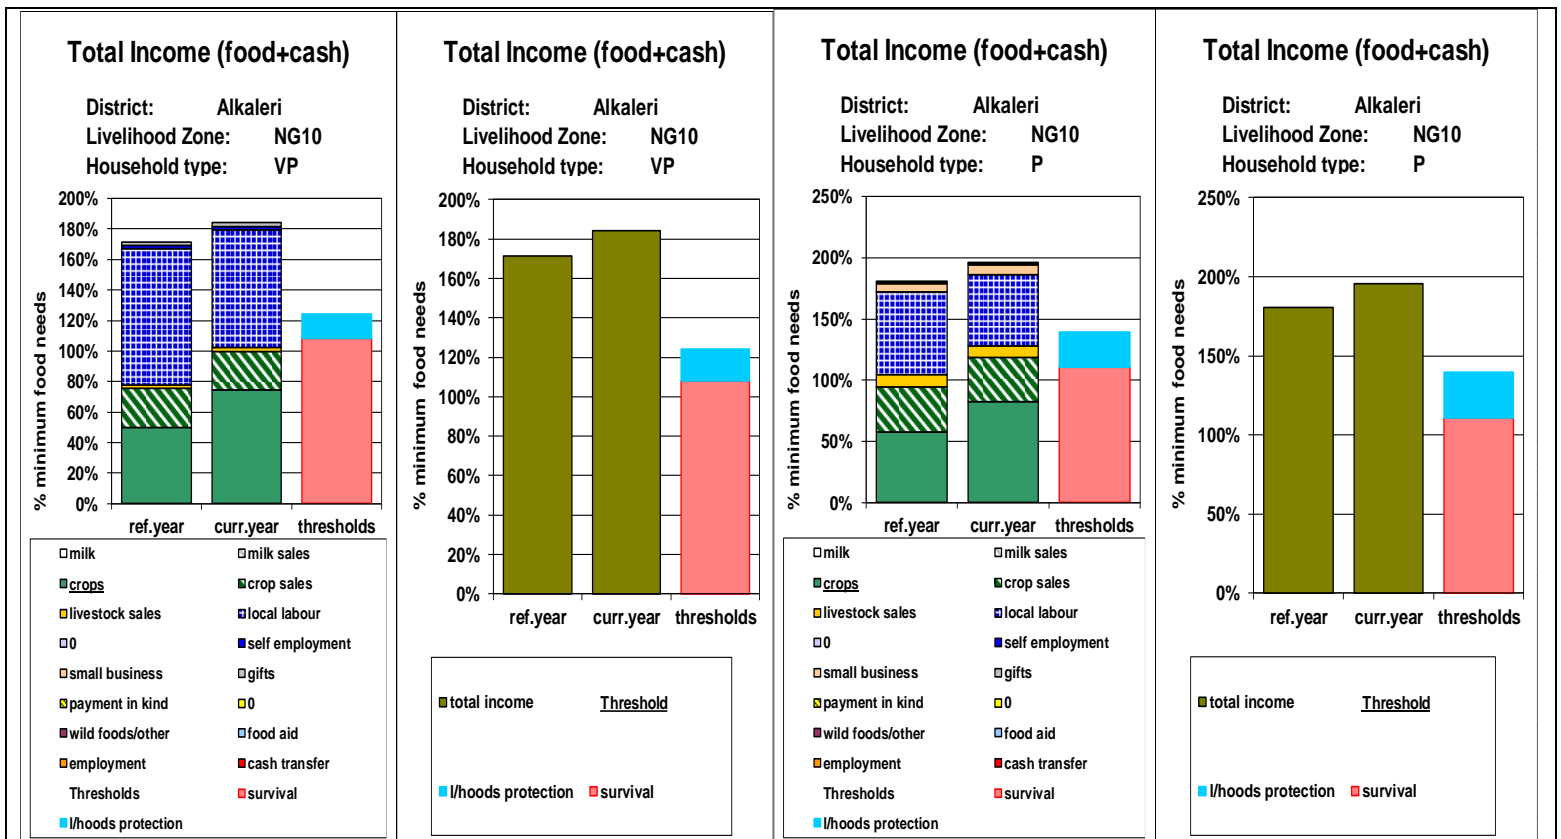 Total Income (food+cash)
District: Alkaleri
Livelihood Zone: NG10
Household type: VP
% minimum food needs
200%
180%
160%
140%
120%
100%
80%
60%
40%
20%
0%
ref.year curr.year thresholds
milk milk sales
crops crop sales
livestock sales local labour
0 self employment
small business gifts
payment in kind 0
wild foods/other food aid
employment cash transfer
Thresholds survival
l/hoods protection
Total Income (food+cash)
District: Alkaleri
Livelihood Zone: NG10
Household type: VP
% minimum food needs
200%
180%
160%
140%
120%
100%
80%
60%
40%
20%
0%
ref.year curr.year thresholds
total income Threshold
l/hoods protection survival
Total Income (food+cash)
District: Alkaleri
Livelihood Zone: NG10
Household type: P
% minimum food needs
250%
200%
150%
100%
50%
0%
ref.year curr.year thresholds
milk milk sales
crops crop sales
livestock sales local labour
0 self employment
small business gifts
payment in kind 0
wild foods/other food aid
employment cash transfer
Thresholds survival
l/hoods protection
Total Income (food+cash)
District: Alkaleri
Livelihood Zone: NG10
Household type: P
% minimum food needs
250%
200%
150%
100%
50%
0%
ref.year curr.year thresholds
total income Threshold
l/hoods protection survival